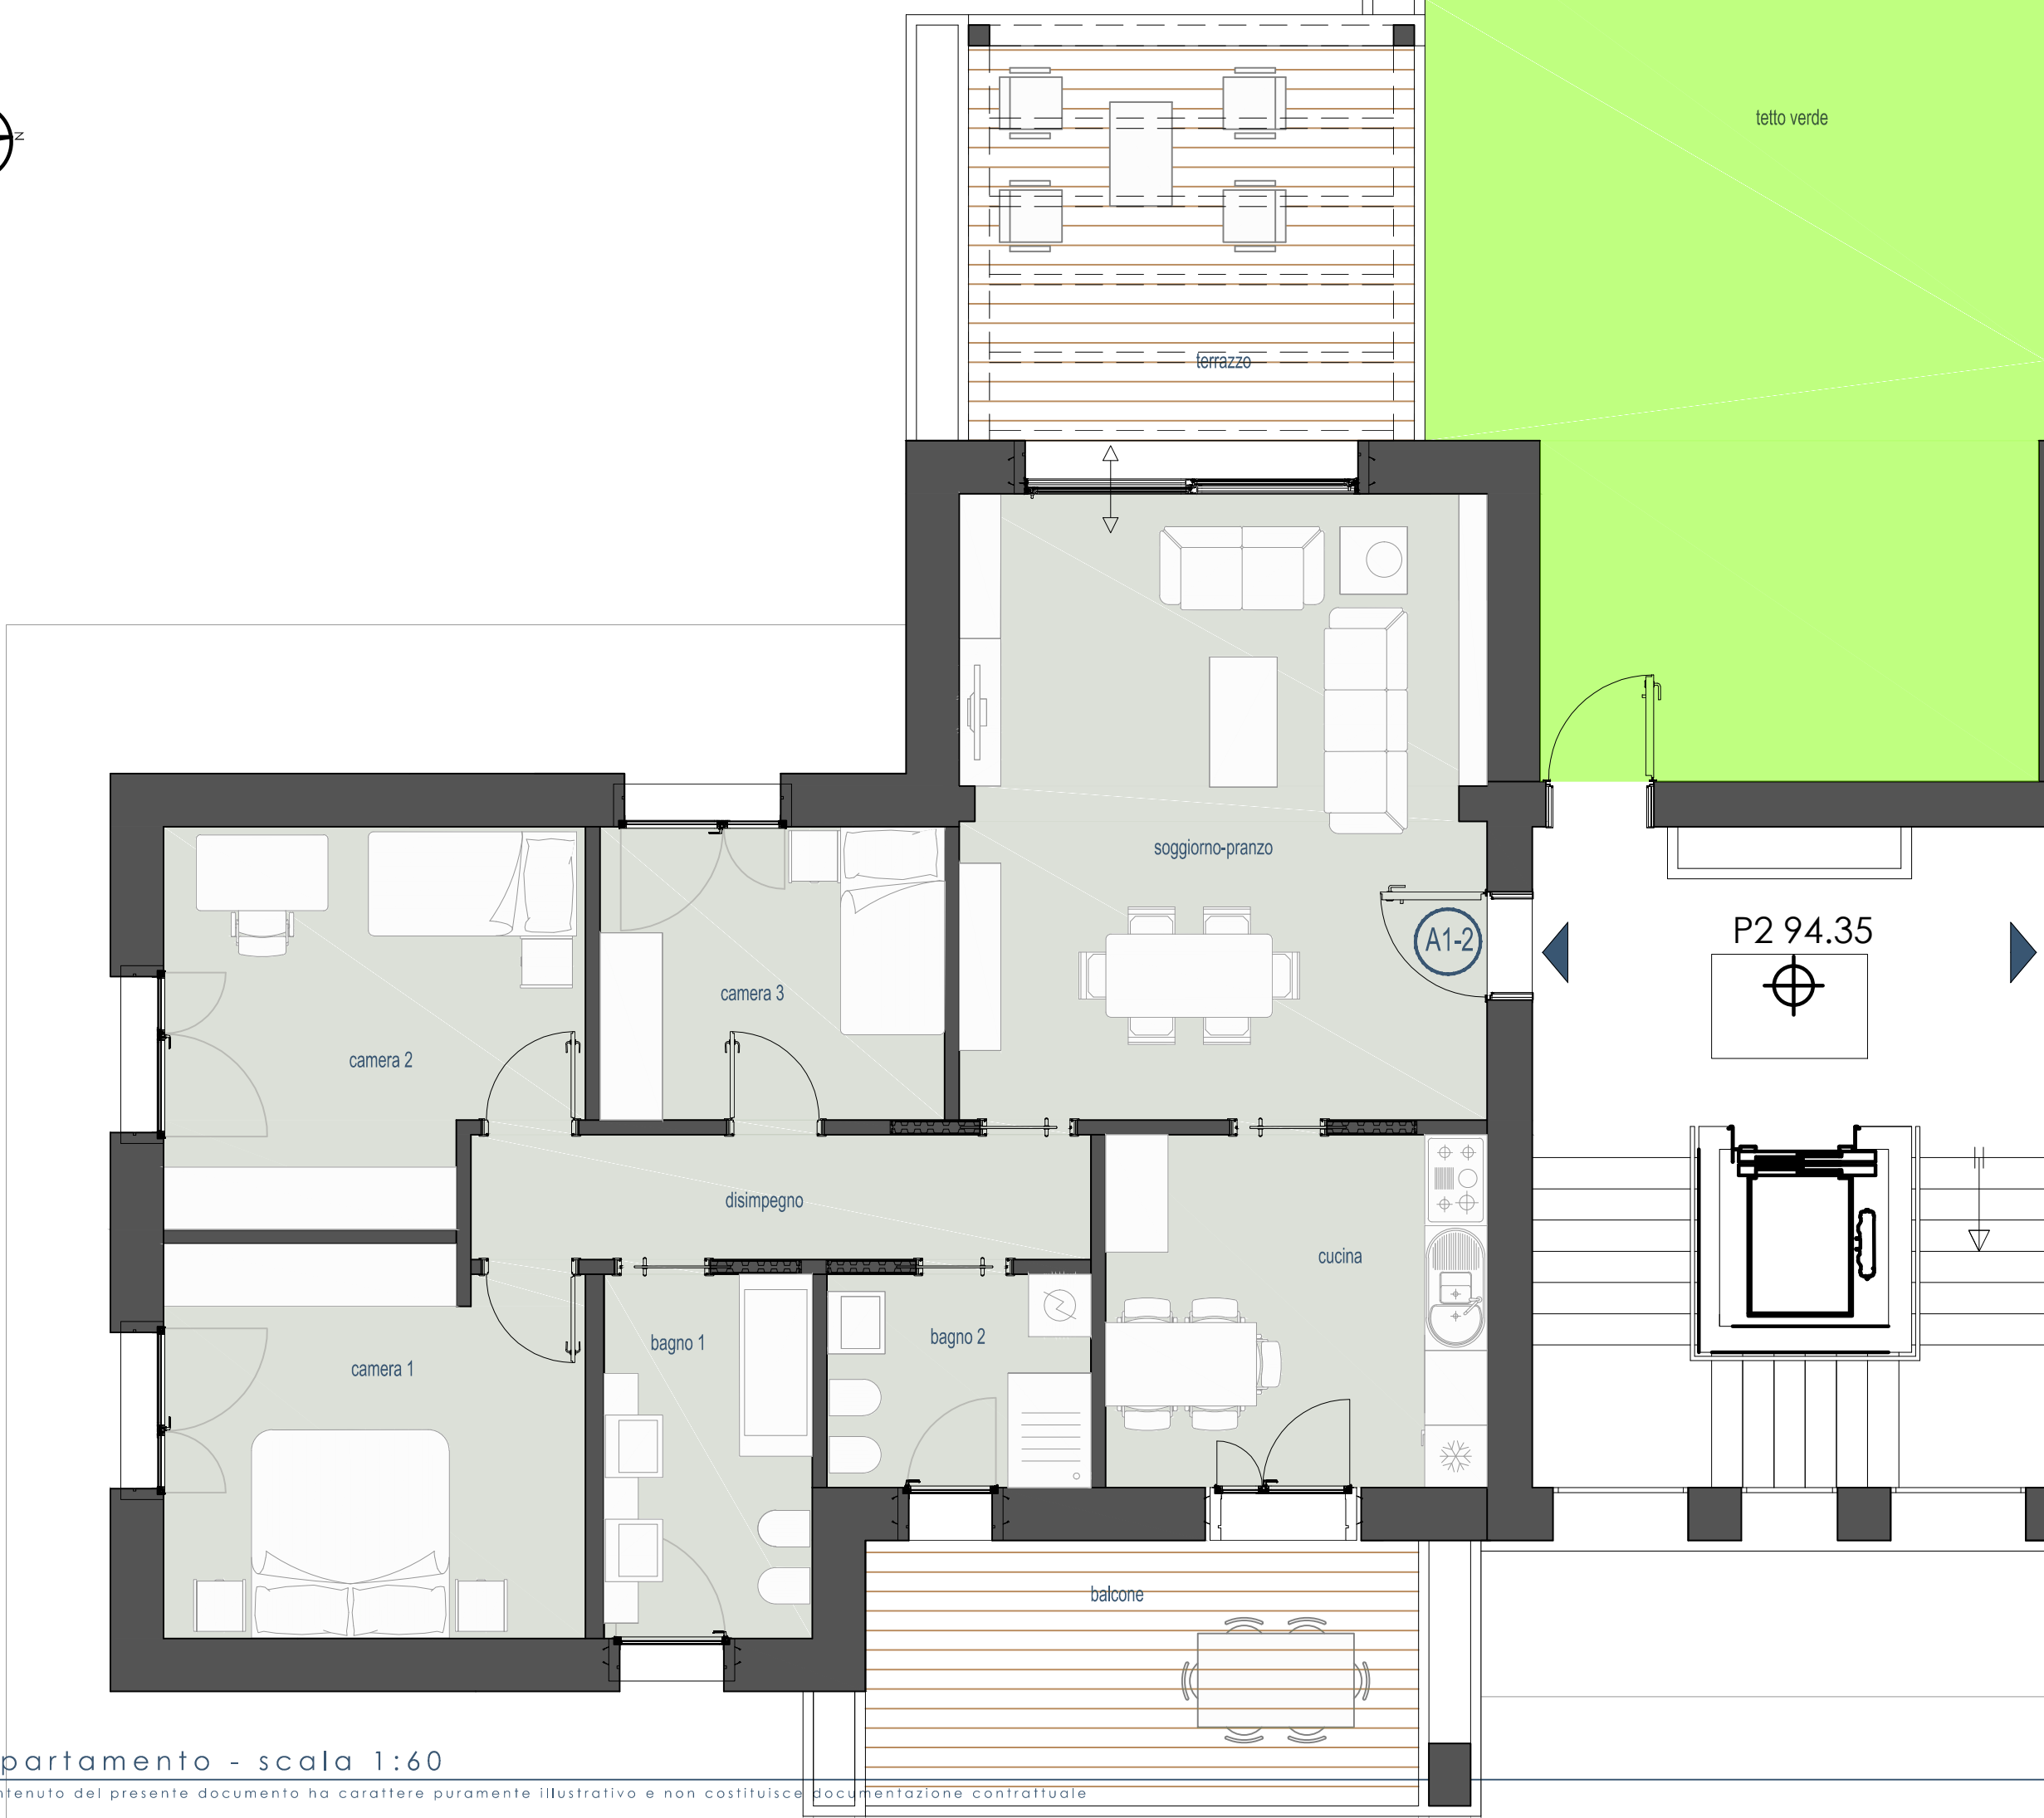 N
tetto verde
terrazzo
soggiorno-pranzo
A1-2
P2 94.35
camera 3
camera 2
disimpegno
cucina
bagno 1
bagno 2
camera 1
balcone
partamento - scala 1:60
tenuto del presente documento ha carattere puramente illustrativo e non costituisce documentazione contrattuale